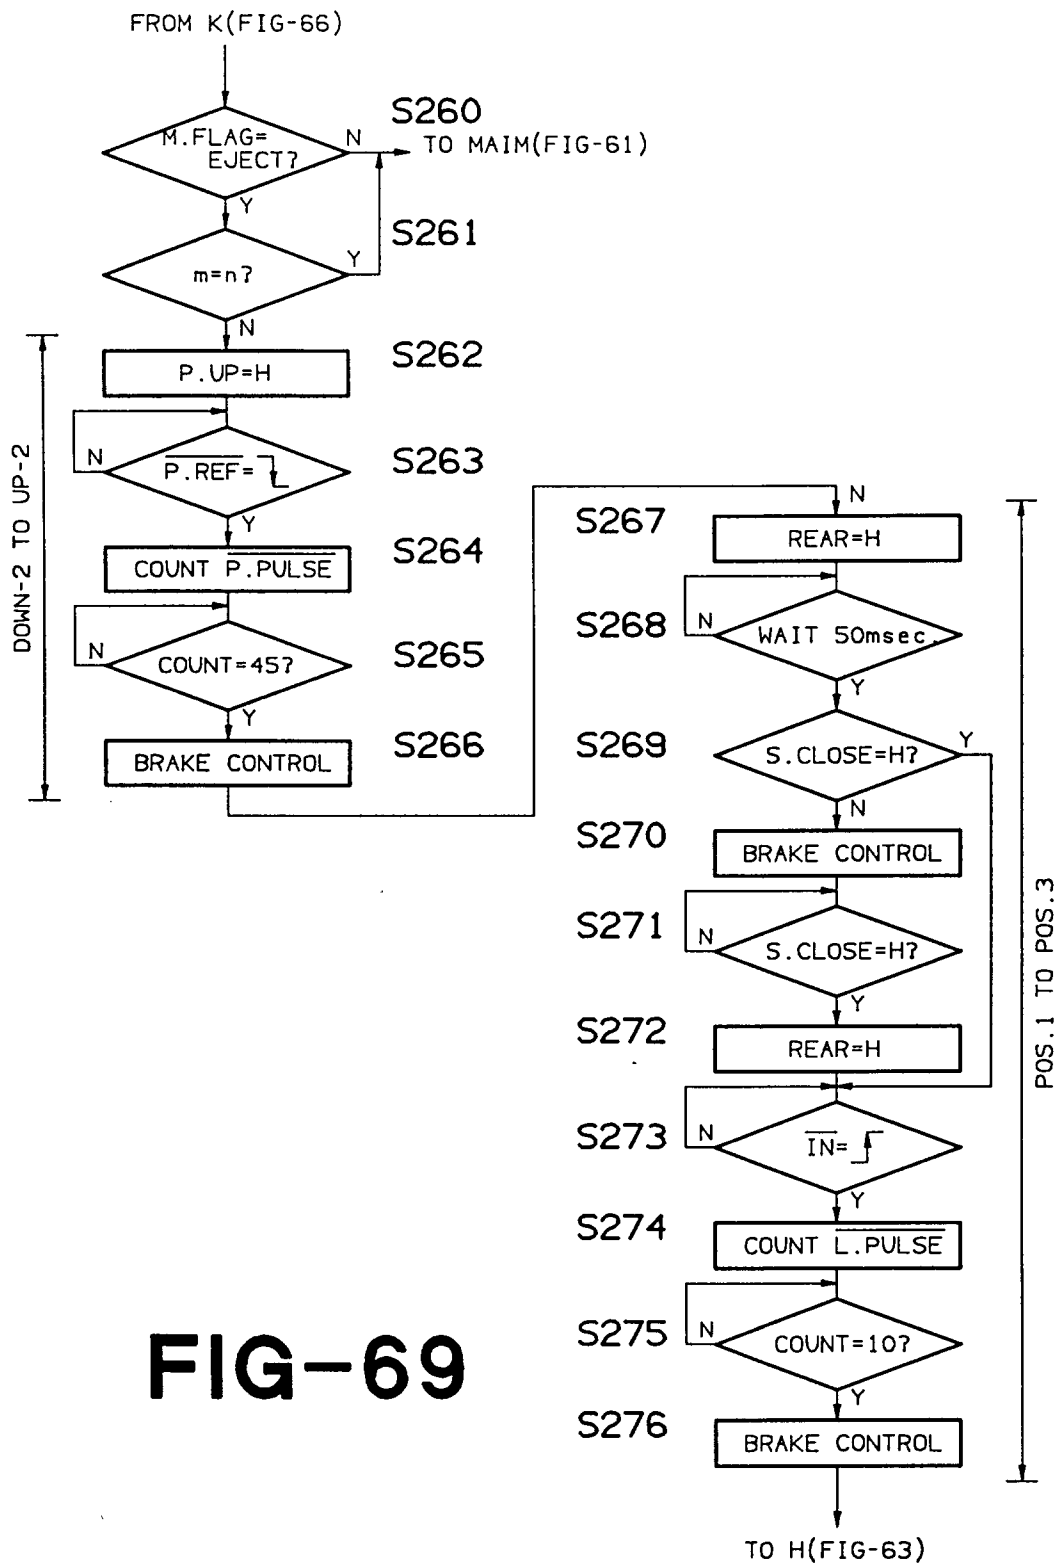 FROM K(FIG-66)
S260
M.FLAG=
EJECT?
N
TO MAIM(FIG-61)
Y
S261
m=n?
Y
N
S262
P.UP=H
S263
P.REF=
N
Y
S264
COUNT P.PULSE
S265
COUNT=45?
N
Y
S266
BRAKE CONTROL
DOWN-2 TO UP-2
N
S267
REAR=H
S268
WAIT 50msec.
N
Y
S269
S.CLOSE=H?
Y
N
S270
BRAKE CONTROL
S271
S.CLOSE=H?
N
Y
S272
REAR=H
S273
IN=
N
Y
S274
COUNT L.PULSE
S275
COUNT=10?
N
Y
S276
BRAKE CONTROL
POS.1 TO POS.3
TO H(FIG-63)
FIG-69